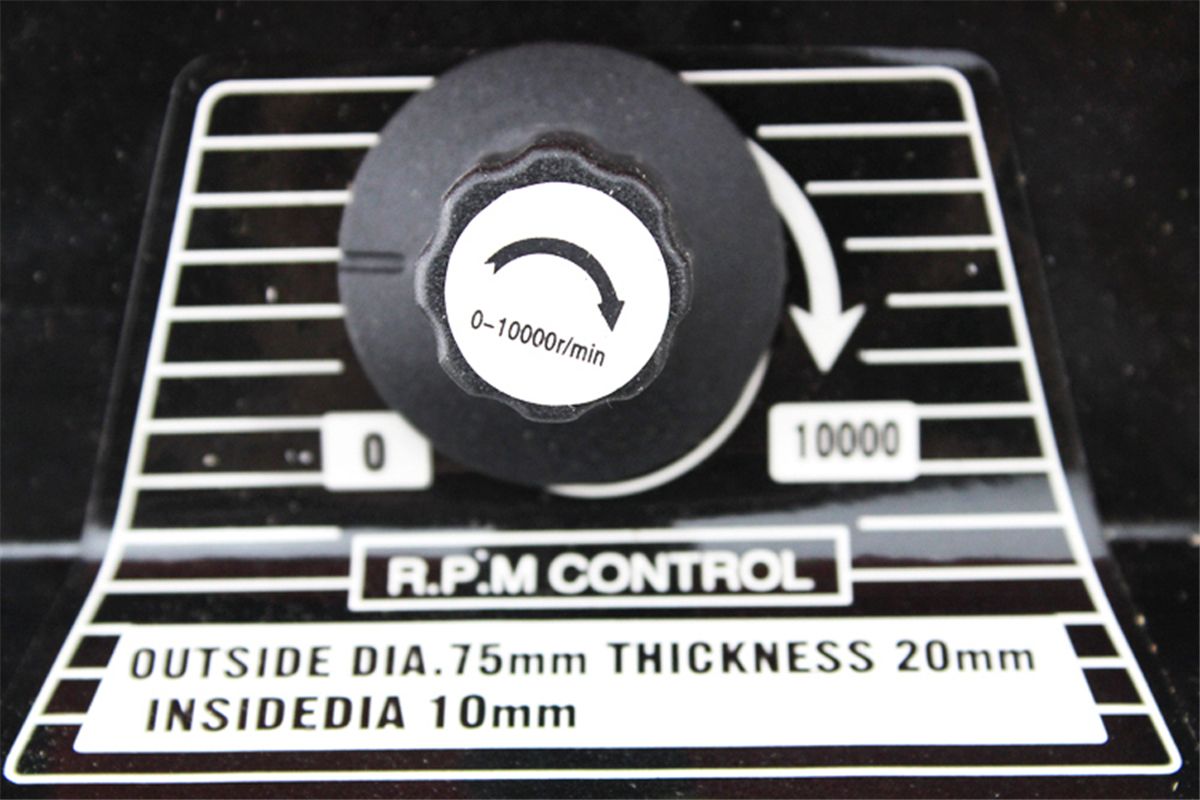 0-10000r/min
0
10000
R.P.M CONTROL
OUTSIDE DIA.75mm THICKNESS 20mm
INSIDEDIA 10mm